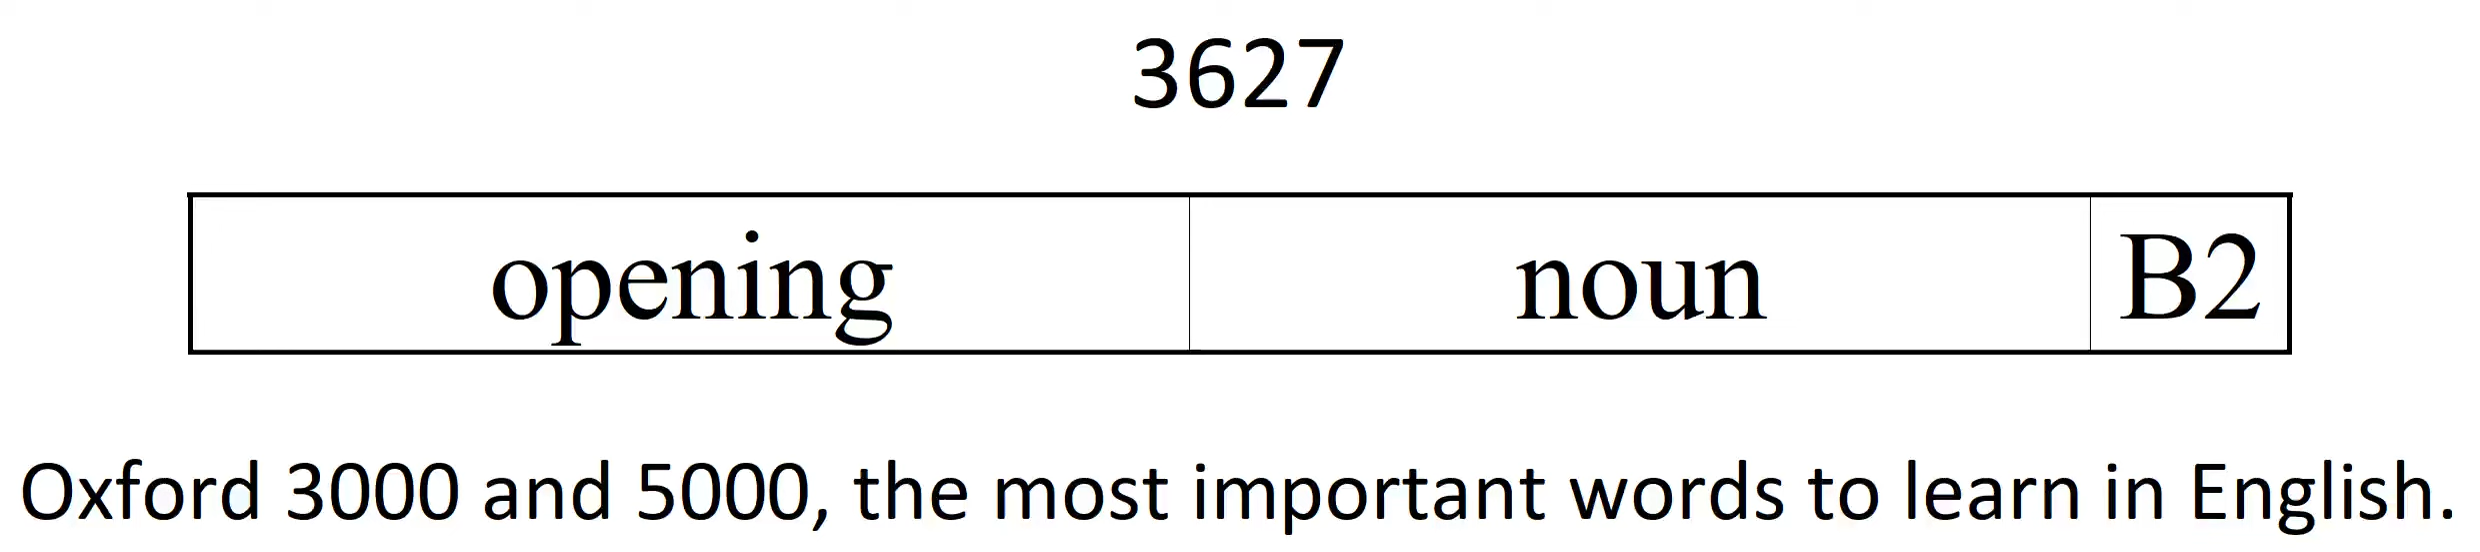 3627
opening noun B2
Oxford 3000 and 5000, the most important words to learn in English.